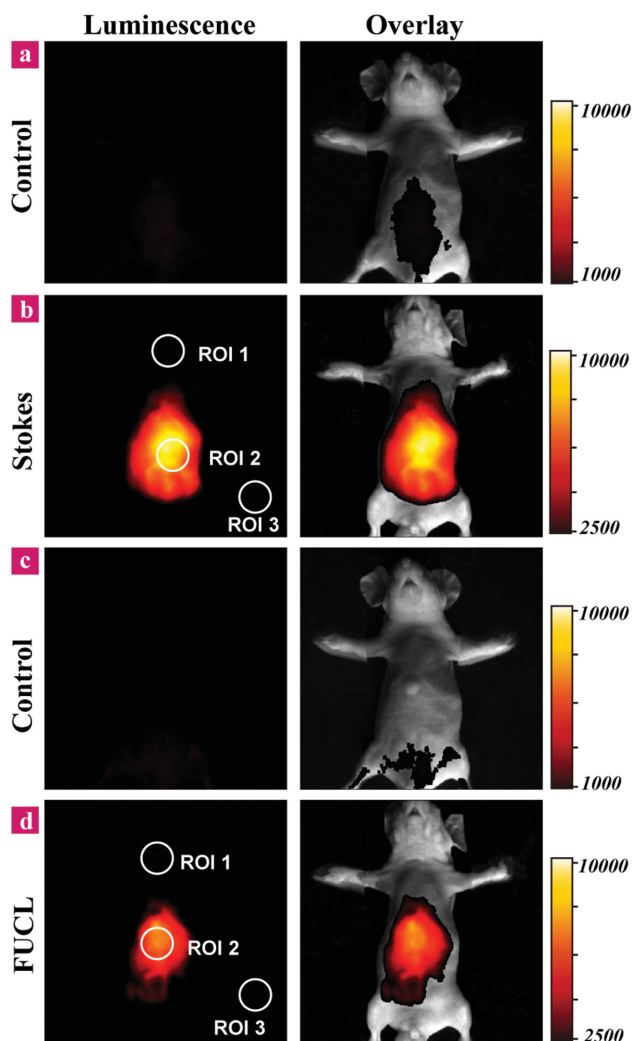 Luminescence Overlay
a
Control
10000
1000
b
Stokes
ROI 1
ROI 2
ROI 3
10000
2500
c
Control
10000
1000
d
FUCL
ROI 1
ROI 2
ROI 3
10000
2500